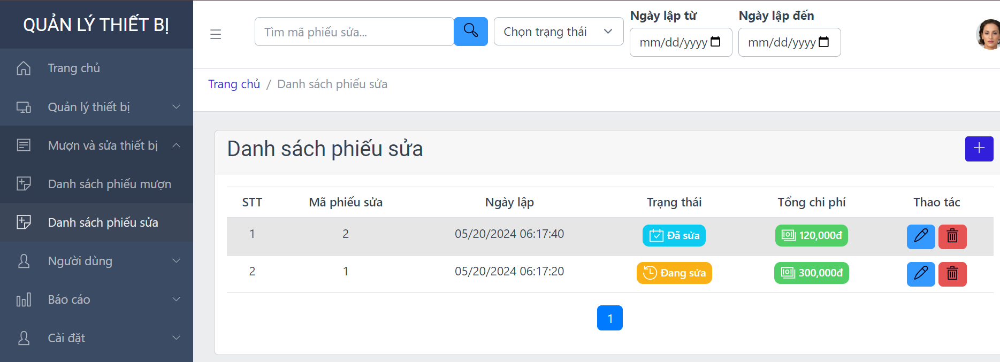 QUẢN LÝ THIẾT BỊ
Trang chủ
Quản lý thiết bị
Mượn và sửa thiết bị
Danh sách phiếu mượn
Danh sách phiếu sửa
Người dùng
Báo cáo
Cài đặt
Tìm mã phiếu sửa...
Chọn trạng thái
Ngày lập từ
mm/dd/yyyy
Ngày lập đến
mm/dd/yyyy
Trang chủ / Danh sách phiếu sửa
Danh sách phiếu sửa
STT Mã phiếu sửa Ngày lập Trạng thái Tổng chi phí Thao tác
1 2 05/20/2024 06:17:40 Đã sửa 120,000đ
2 1 05/20/2024 06:17:20 Đang sửa 300,000đ
1